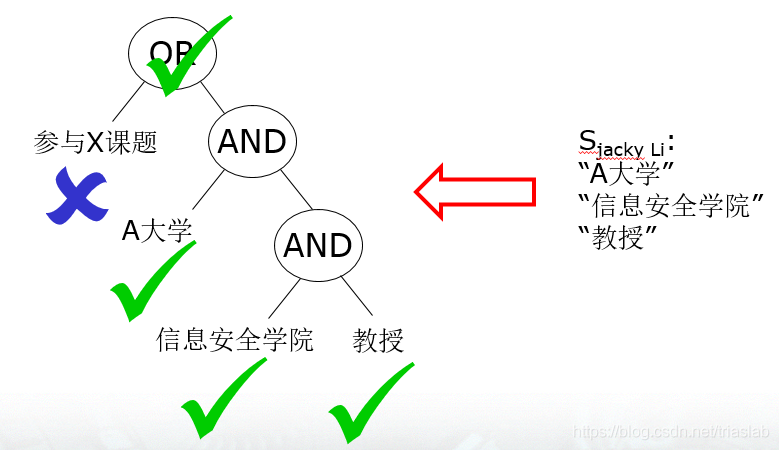 OR
参与X课题
AND
A大学
AND
信息安全学院
教授
Sjacky Li:
“A大学”
“信息安全学院”
“教授”
https://blog.csdn.net/triaslab